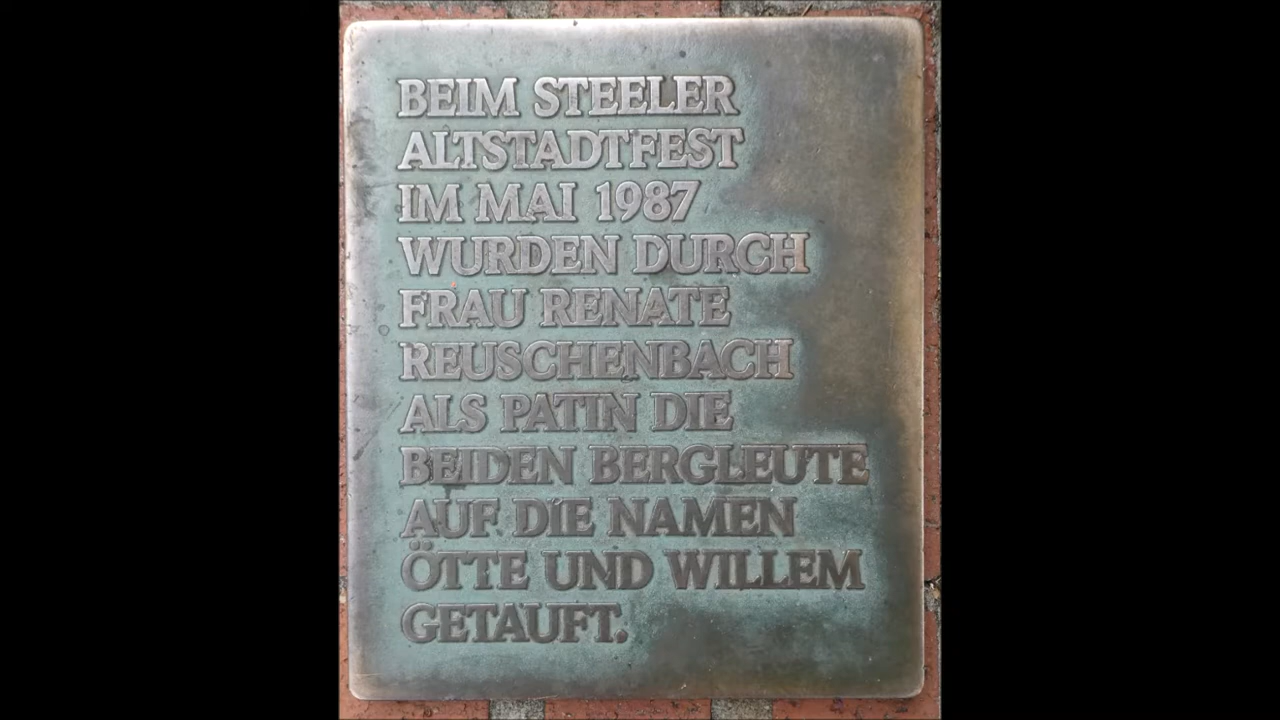 BEIM STEELER
ALTSTADTFEST
IM MAI 1987
WURDEN DURCH
FRAU RENATE
REUSCHENBACH
ALS PATIN DIE
BEIDEN BERGLEUTE
AUF DIE NAMEN
ÖTTE UND WILLEM
GETAUFT.